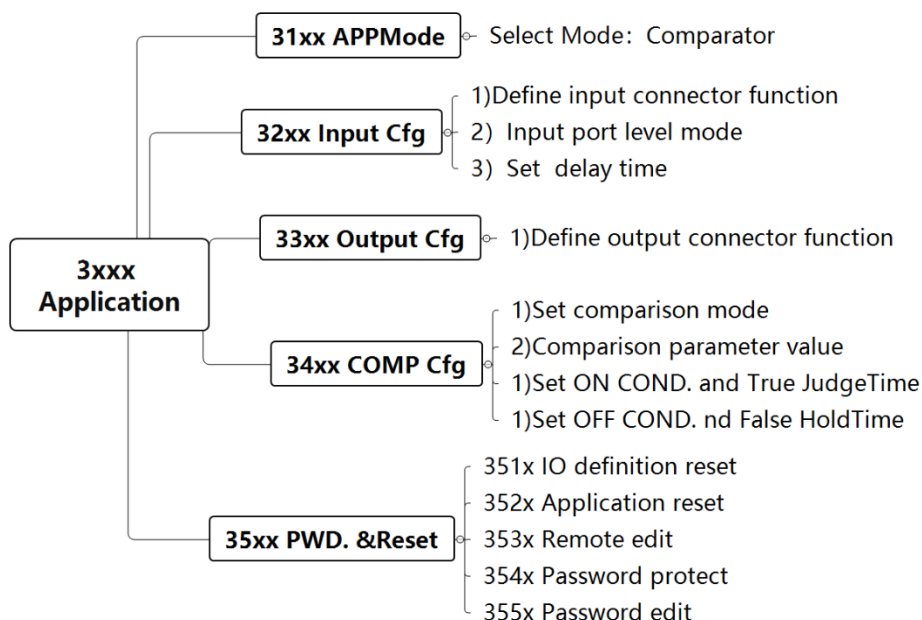 31xx APPMode
Select Mode：Comparator
32xx Input Cfg
1)Define input connector function
2）Input port level mode
3）Set delay time
3xxx
Application
33xx Output Cfg
1)Define output connector function
34xx COMP Cfg
1)Set comparison mode
2)Comparison parameter value
1)Set ON COND. and True JudgeTime
1)Set OFF COND. nd False HoldTime
35xx PWD. &Reset
351x IO definition reset
352x Application reset
353x Remote edit
354x Password protect
355x Password edit